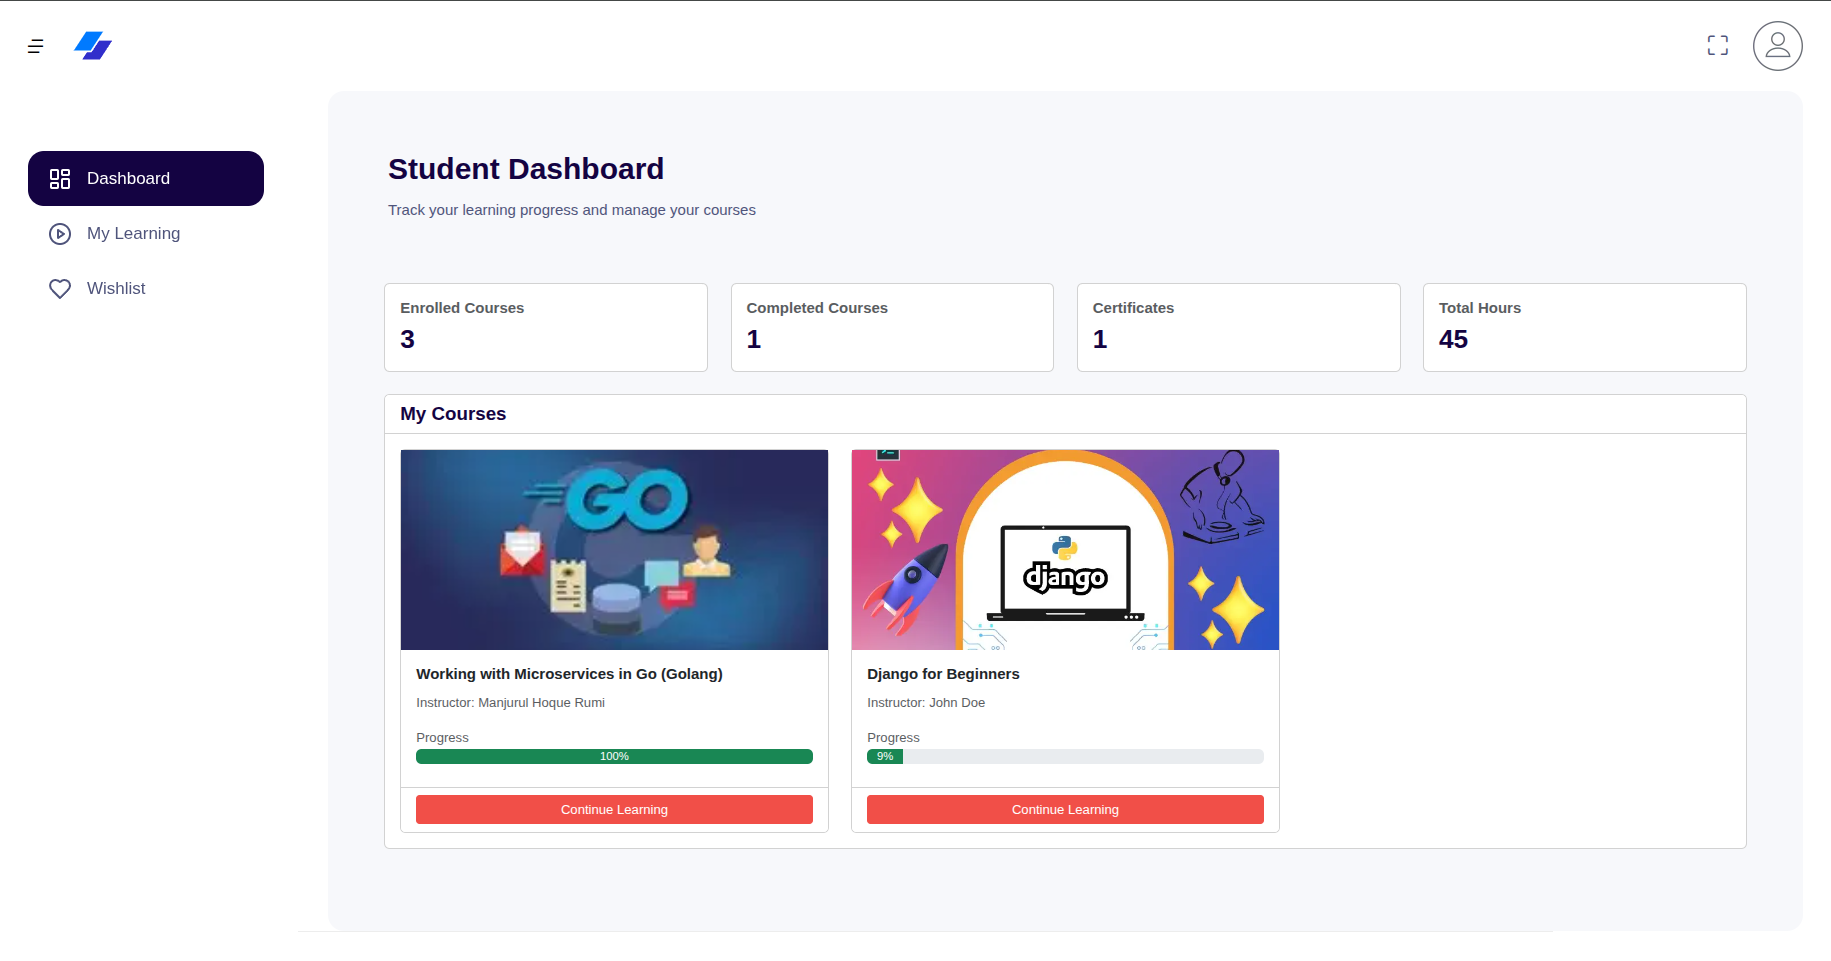 Dashboard
My Learning
Wishlist
Student Dashboard
Track your learning progress and manage your courses
Enrolled Courses
3
Completed Courses
1
Certificates
1
Total Hours
45
My Courses
GO
Working with Microservices in Go (Golang)
Instructor: Manjurul Hoque Rumi
Progress
100%
Continue Learning
django
Django for Beginners
Instructor: John Doe
Progress
9%
Continue Learning